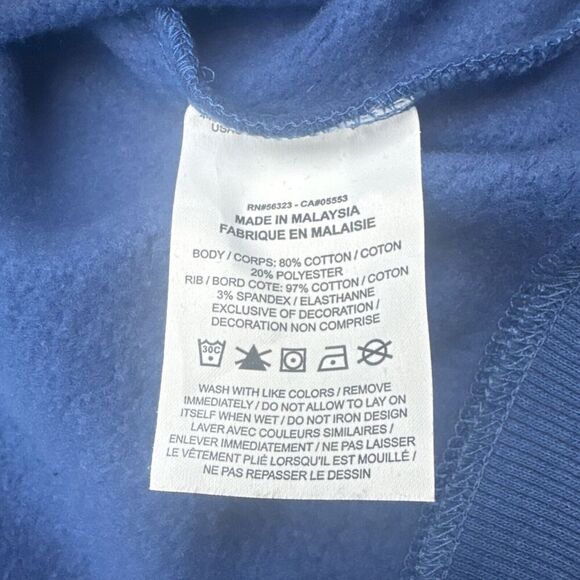 RN#56323 - CA#05553
MADE IN MALAYSIA
FABRIQUE EN MALAISIE
BODY / CORPS: 80% COTTON / COTON
20% POLYESTER
RIB / BORD COTE: 97% COTTON / COTON
3% SPANDEX / ELASTHANNE
EXCLUSIVE OF DECORATION /
DECORATION NON COMPRISE
30C
WASH WITH LIKE COLORS / REMOVE
IMMEDIATELY / DO NOT ALLOW TO LAY ON
ITSELF WHEN WET / DO NOT IRON DESIGN
LAVER AVEC COULEURS SIMILAIRES /
ENLEVER IMMEDIATEMENT / NE PAS LAISSER
LE VÊTEMENT PLIÉ LORSQU'IL EST MOUILLÉ /
NE PAS REPASSER LE DESSIN